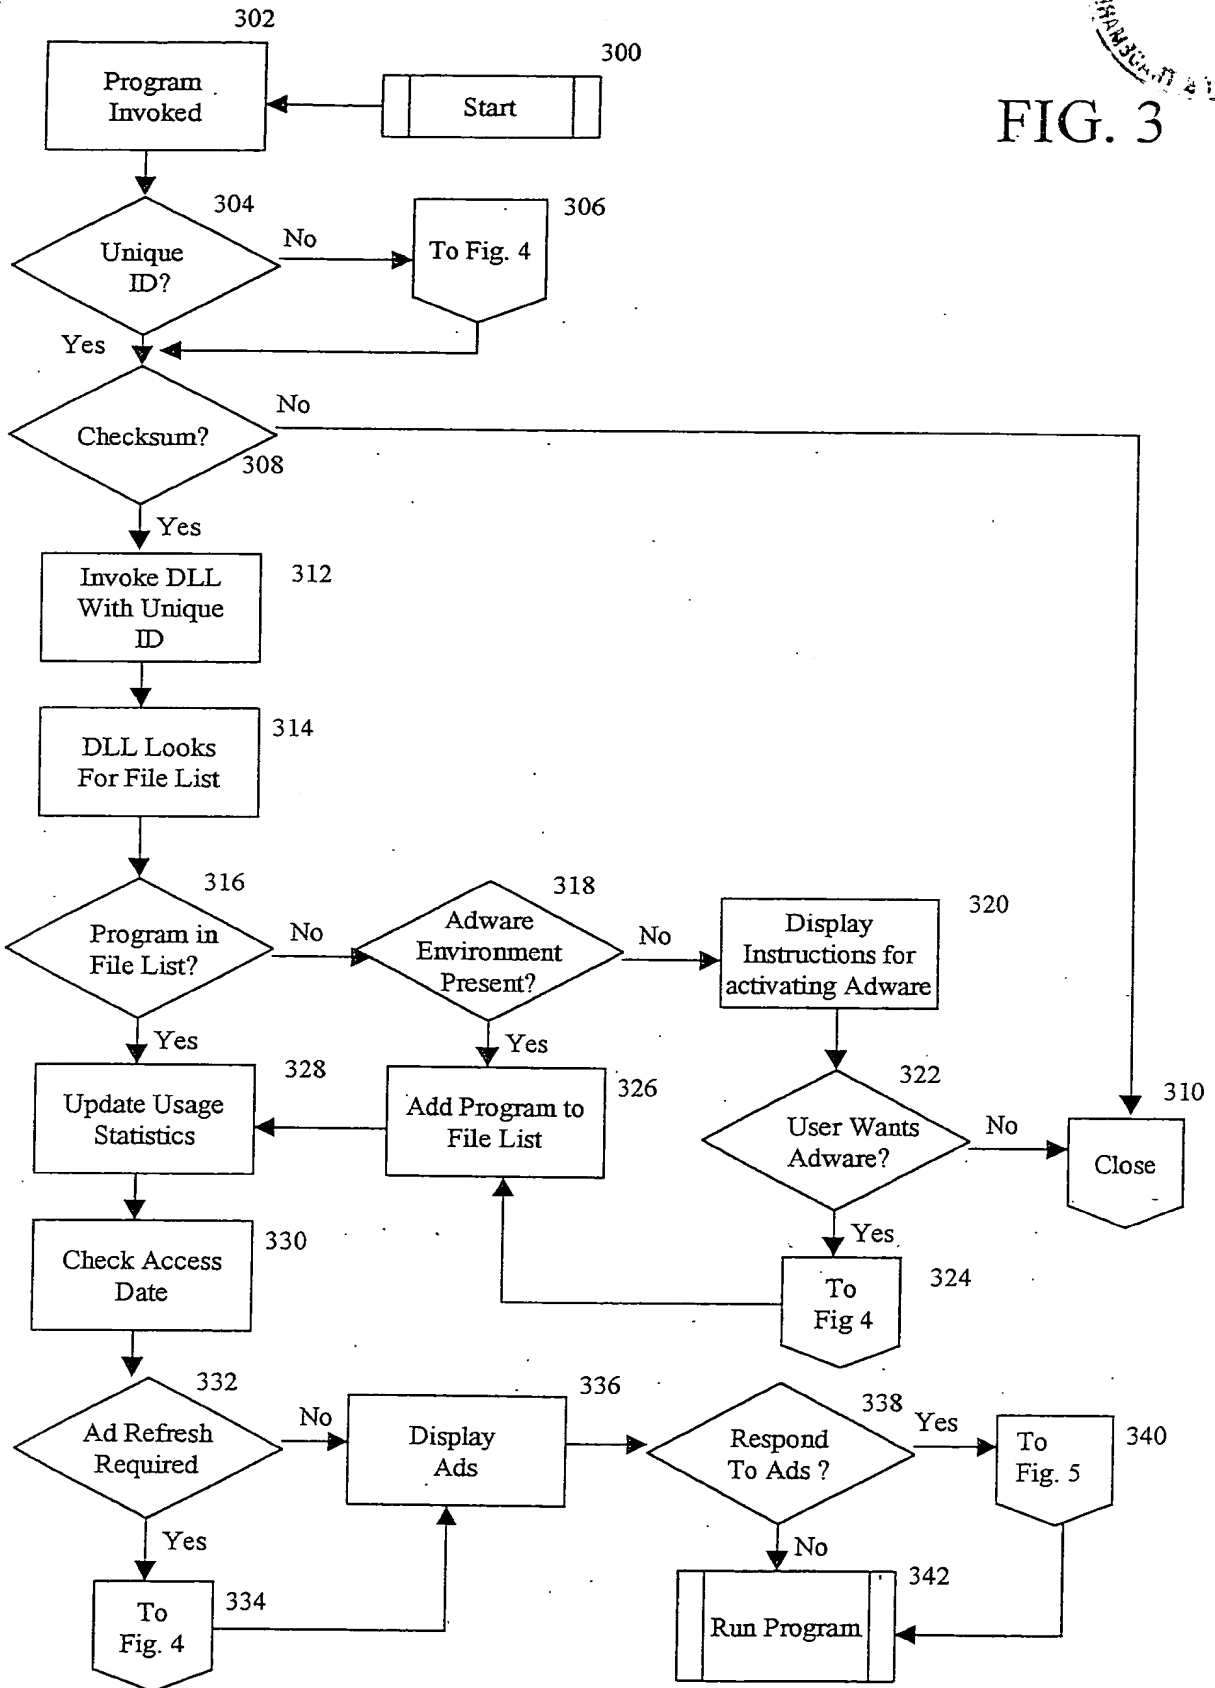 302
300
Program
Invoked
Start
FIG. 3
304
306
Unique
ID?
No
To Fig. 4
Yes
No
Checksum?
308
Yes
Invoke DLL
With Unique
ID
312
314
DLL Looks
For File List
316
318
320
Program in
File List?
No
Adware
Environment
Present?
No
Display
Instructions for
activating Adware
Yes
Yes
328
326
322
310
Update Usage
Statistics
Add Program to
File List
User Wants
Adware?
No
Close
Yes
330
324
Check Access
Date
To
Fig 4
332
336
338
340
Ad Refresh
Required
No
Display
Ads
Respond
To Ads ?
Yes
To
Fig. 5
Yes
No
334
342
To
Fig. 4
Run Program